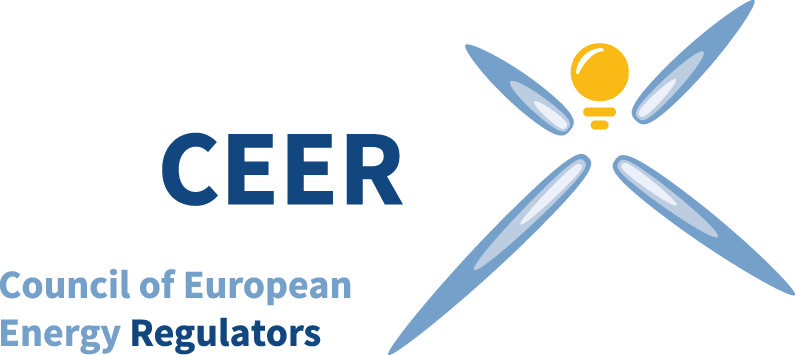 CEER
Council of European
Energy Regulators